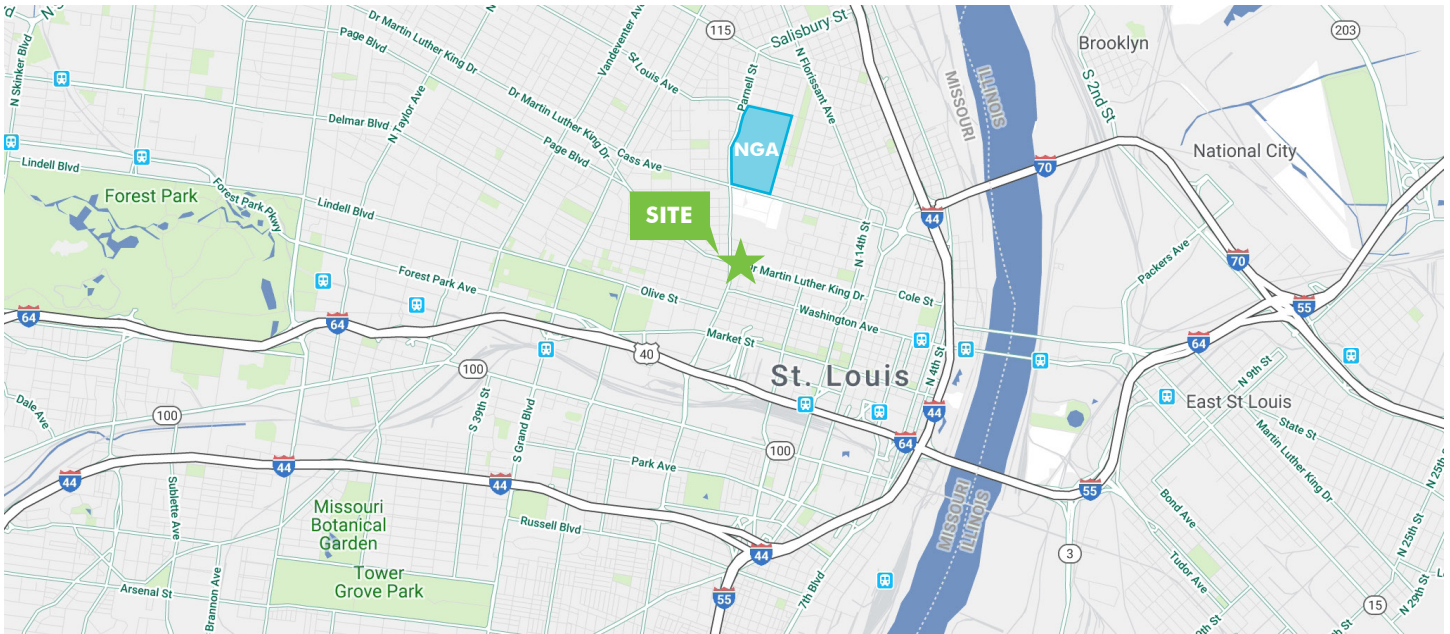 N Skinker Blvd
Dr Martin Luther King Dr
Page Blvd
Vandeventer Ave
115
Salisbury St
St Louis Ave
Parnell St
N Florissant Ave
Brooklyn
203
S 2nd St
MISSOURI
ILLINOIS
N Taylor Ave
Dr Martin Luther King Dr
Delmar Blvd
Page Blvd
Cass Ave
NGA
National City
70
Lindell Blvd
Forest Park
Forest Park Pkwy
Lindell Blvd
SITE
44
N 14th St
Packers Ave
70
Forest Park Ave
Dr Martin Luther King Dr
Olive St
Cole St
Washington Ave
55
64
64
Market St
64
40
100
St. Louis
N 4th St
N 9th St
East St Louis
State St
Martin Luther King Dr
N 25th St
Dale Ave
100
S 39th St
S Grand Blvd
44
64
100
Park Ave
44
44
44
55
Sublette Ave
Missouri
Botanical
Garden
Russell Blvd
MISSOURI
ILLINOIS
Bond Ave
N 25th St
44
3
Tudor Ave
Tower
Grove Park
Arsenal St
Brannon Ave
55
7th Blvd
N 29th St
15